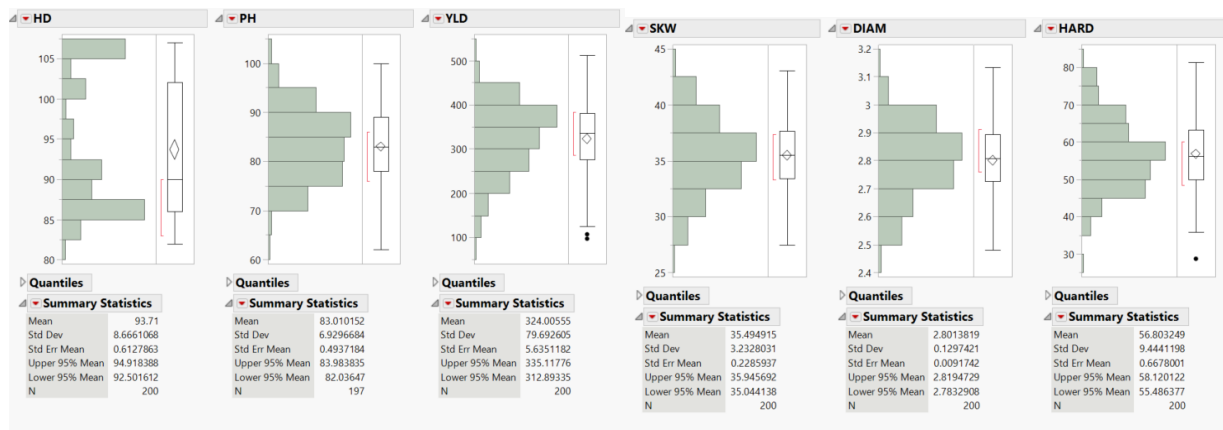 HD
105
100
95
90
85
80
Quantiles
Summary Statistics
Mean 93.71
Std Dev 8.6661068
Std Err Mean 0.6127863
Upper 95% Mean 94.918388
Lower 95% Mean 92.501612
N 200
PH
100
90
80
70
60
Quantiles
Summary Statistics
Mean 83.010152
Std Dev 6.9296684
Std Err Mean 0.4937184
Upper 95% Mean 83.983835
Lower 95% Mean 82.03647
N 197
YLD
500
400
300
200
100
Quantiles
Summary Statistics
Mean 324.00555
Std Dev 79.692605
Std Err Mean 5.6351182
Upper 95% Mean 335.11776
Lower 95% Mean 312.89335
N 200
SKW
45
40
35
30
25
Quantiles
Summary Statistics
Mean 35.494915
Std Dev 3.2328031
Std Err Mean 0.2285937
Upper 95% Mean 35.945692
Lower 95% Mean 35.044138
N 200
DIAM
3.2
3.1
3
2.9
2.8
2.7
2.6
2.5
2.4
Quantiles
Summary Statistics
Mean 2.8013819
Std Dev 0.1297421
Std Err Mean 0.0091742
Upper 95% Mean 2.8194729
Lower 95% Mean 2.7832908
N 200
HARD
80
70
60
50
40
30
Quantiles
Summary Statistics
Mean 56.803249
Std Dev 9.4441198
Std Err Mean 0.6678001
Upper 95% Mean 58.120122
Lower 95% Mean 55.486377
N 200